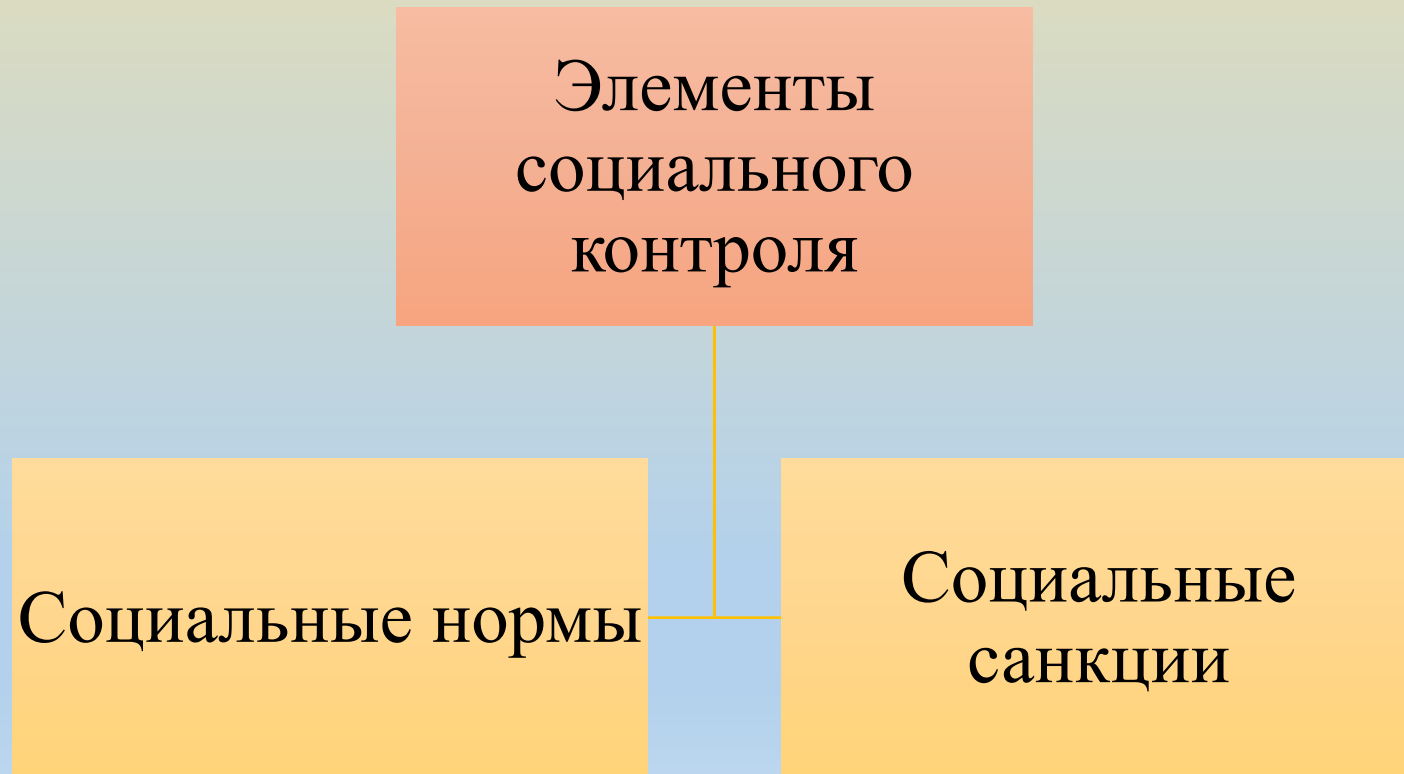 Элементы
социального
контроля
Социальные нормы
Социальные
санкции